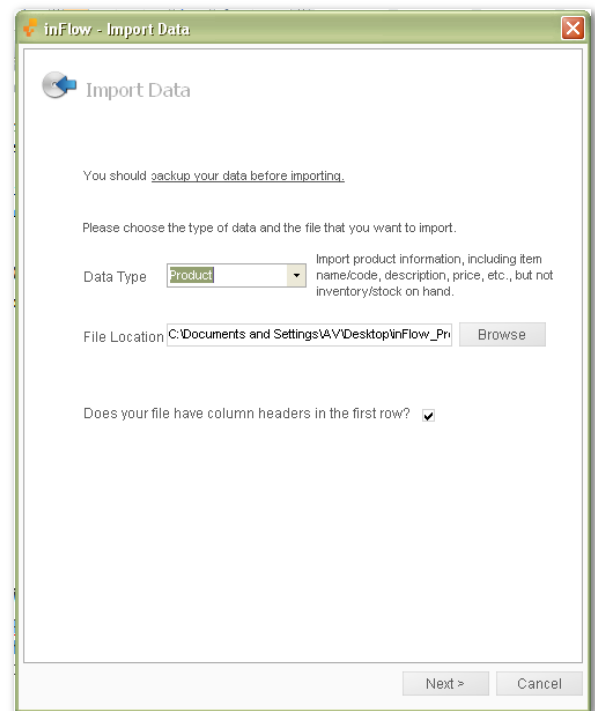 inFlow - Import Data
Import Data
You should backup your data before importing.
Please choose the type of data and the file that you want to import.
Data Type
Product
Import product information, including item
name/code, description, price, etc., but not
inventory/stock on hand.
File Location
C:\Documents and Settings\AV\Desktop\inFlow_Pr
Browse
Does your file have column headers in the first row?
Next >
Cancel